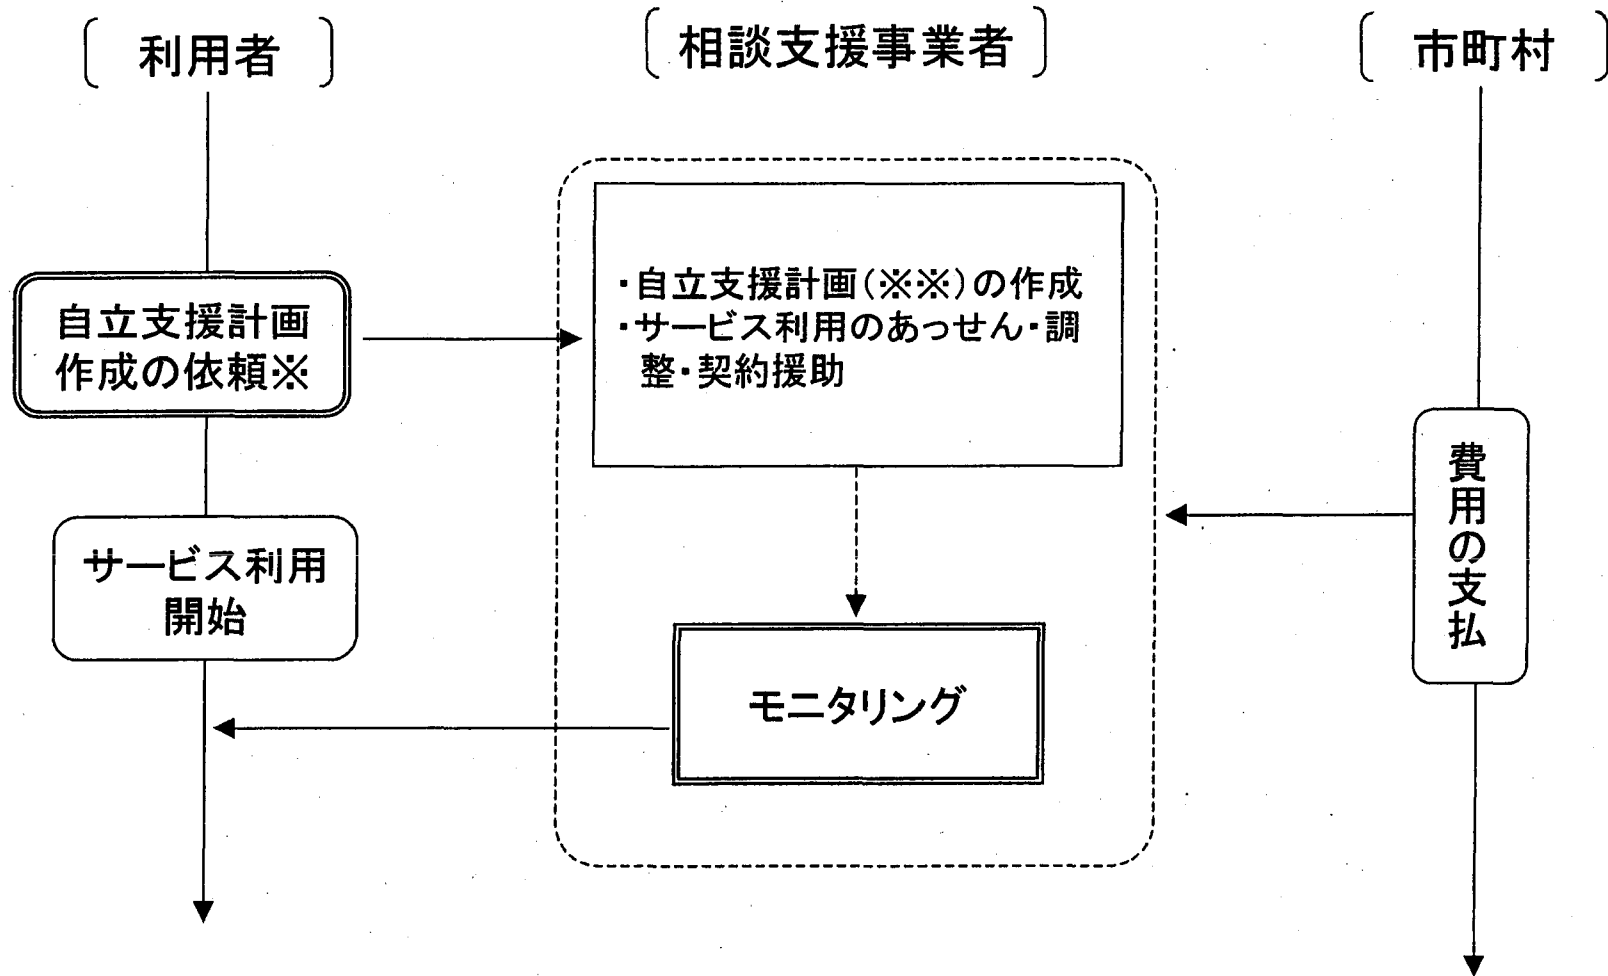 利用者
相談支援事業者
市町村
自立支援計画
作成の依頼※
・自立支援計画(※※)の作成
・サービス利用のあっせん・調
整・契約援助
サービス利用
開始
モニタリング
費用の支払